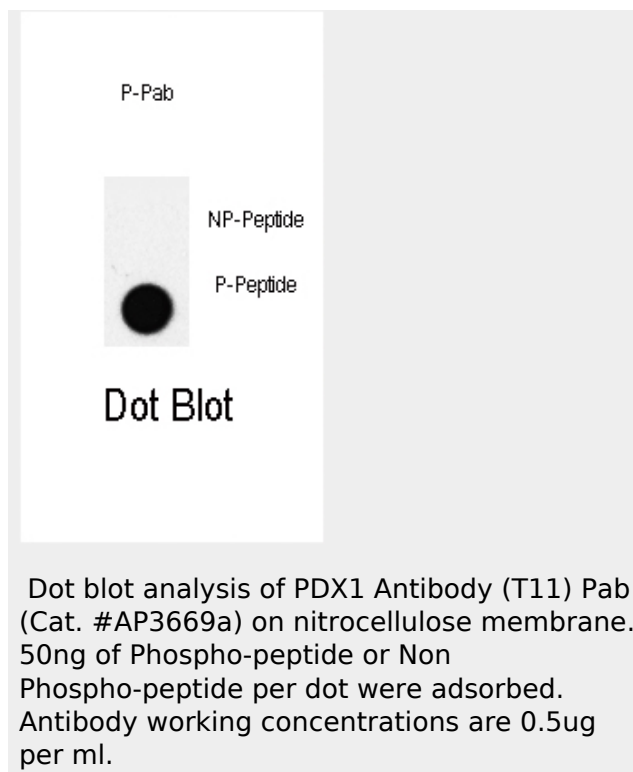 P-Pab
NP-Peptide
P-Peptide
Dot Blot
Dot blot analysis of PDX1 Antibody (T11) Pab
(Cat. #AP3669a) on nitrocellulose membrane.
50ng of Phospho-peptide or Non
Phospho-peptide per dot were adsorbed.
Antibody working concentrations are 0.5ug
per ml.